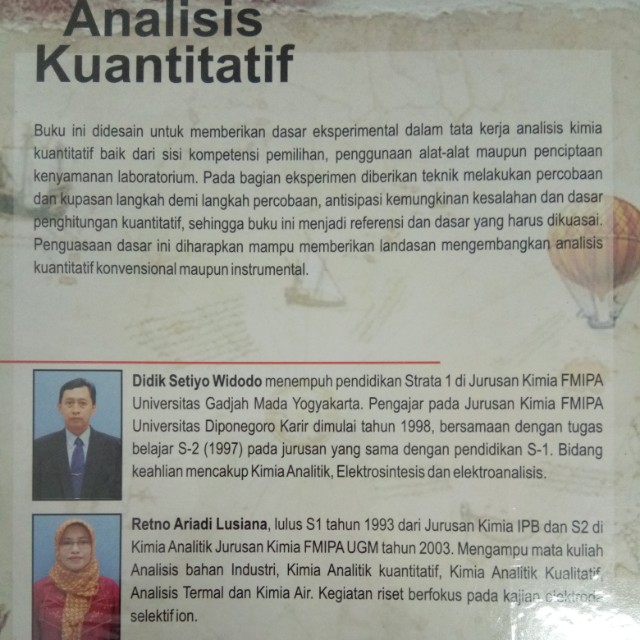 Analisis
Kuantitatif
Buku ini didesain untuk memberikan dasar eksperimental dalam tata kerja analisis kimia
kuantitatif baik dari sisi kompetensi pemilihan, penggunaan alat-alat maupun penciptaan
kenyamanan laboratorium. Pada bagian eksperimen diberikan teknik melakukan percobaan
dan kupasan langkah demi langkah percobaan, antisipasi kemungkinan kesalahan dan dasar
penghitungan kuantitatif, sehingga buku ini menjadi referensi dan dasar yang harus dikuasai.
Penguasaan dasar ini diharapkan mampu memberikan landasan mengembangkan analisis
kuantitatif konvensional maupun instrumental.
Didik Setiyo Widodo menempuh pendidikan Strata 1 di Jurusan Kimia FMIPA
Universitas Gadjah Mada Yogyakarta. Pengajar pada Jurusan Kimia FMIPA
Universitas Diponegoro Karir dimulai tahun 1998, bersamaan dengan tugas
belajar S-2 (1997) pada jurusan yang sama dengan pendidikan S-1. Bidang
keahlian mencakup Kimia Analitik, Elektrosintesis dan elektroanalisis.
Retno Ariadi Lusiana, lulus S1 tahun 1993 dari Jurusan Kimia IPB dan S2 di
Kimia Analitik Jurusan Kimia FMIPA UGM tahun 2003. Mengampu mata kuliah
Analisis bahan Industri, Kimia Analitik kuantitatif, Kimia Analitik Kualitatif
Analisis Termal dan Kimia Air. Kegiatan riset berfokus pada kajian elektroda-
selektif ion.